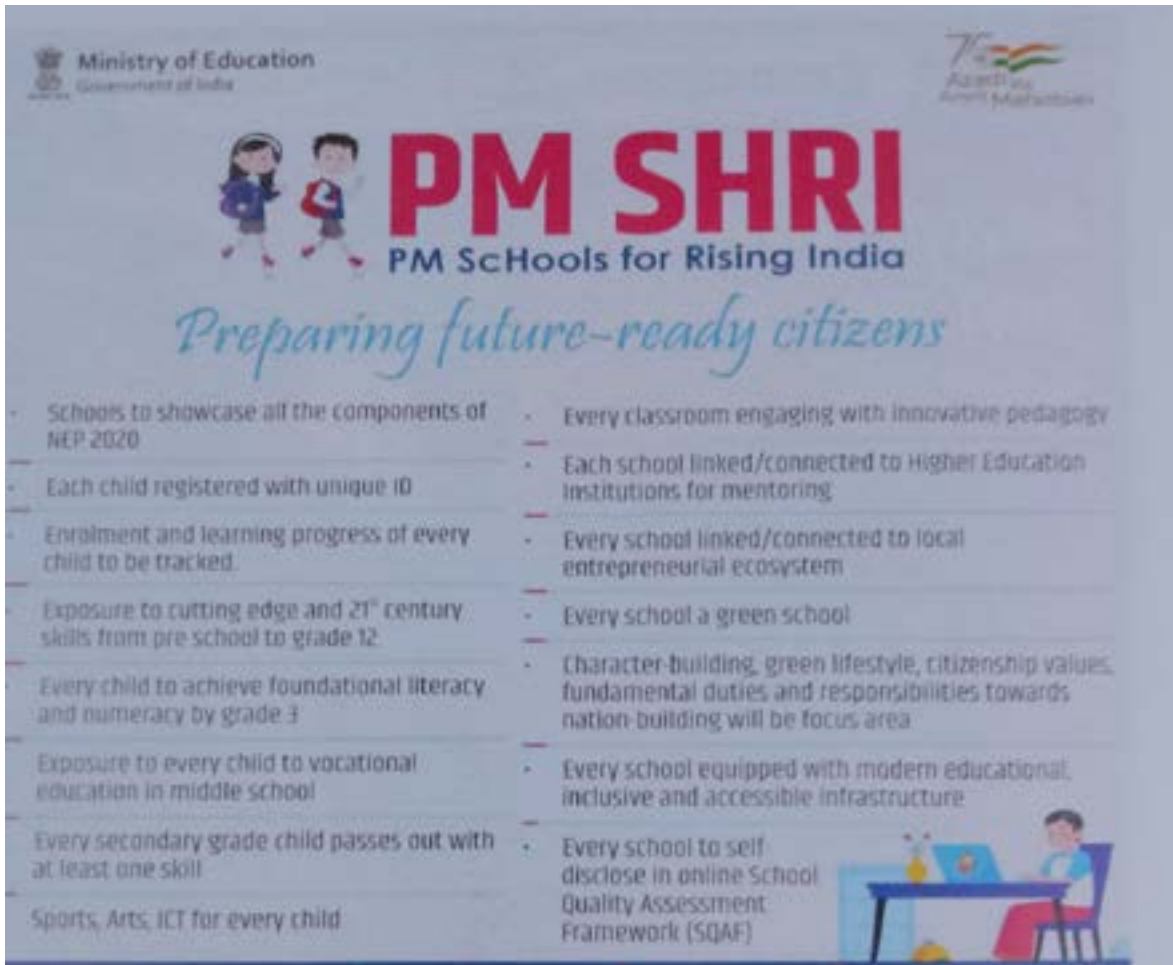 Ministry of Education
Government of India
75
Azadi Ka
Amrit Mahotsav
PM SHRI
PM ScHools for Rising India
Preparing future-ready citizens
Schools to showcase all the components of
NEP 2020
Each child registered with unique ID
Enrolment and learning progress of every
child to be tracked.
Exposure to cutting edge and 21st century
skills from pre school to grade 12
Every child to achieve foundational literacy
and numeracy by grade 3
Exposure to every child to vocational
education in middle school
Every secondary grade child passes out with
at least one skill
Sports, Arts, ICT for every child
Every classroom engaging with innovative pedagogy
Each school linked/connected to Higher Education
Institutions for mentoring
Every school linked/connected to local
entrepreneurial ecosystem
Every school a green school
Character-building, green lifestyle, citizenship values,
fundamental duties and responsibilities towards
nation-building will be focus area
Every school equipped with modern educational,
inclusive and accessible infrastructure
Every school to self
disclose in online School
Quality Assessment
Framework (SQAF)